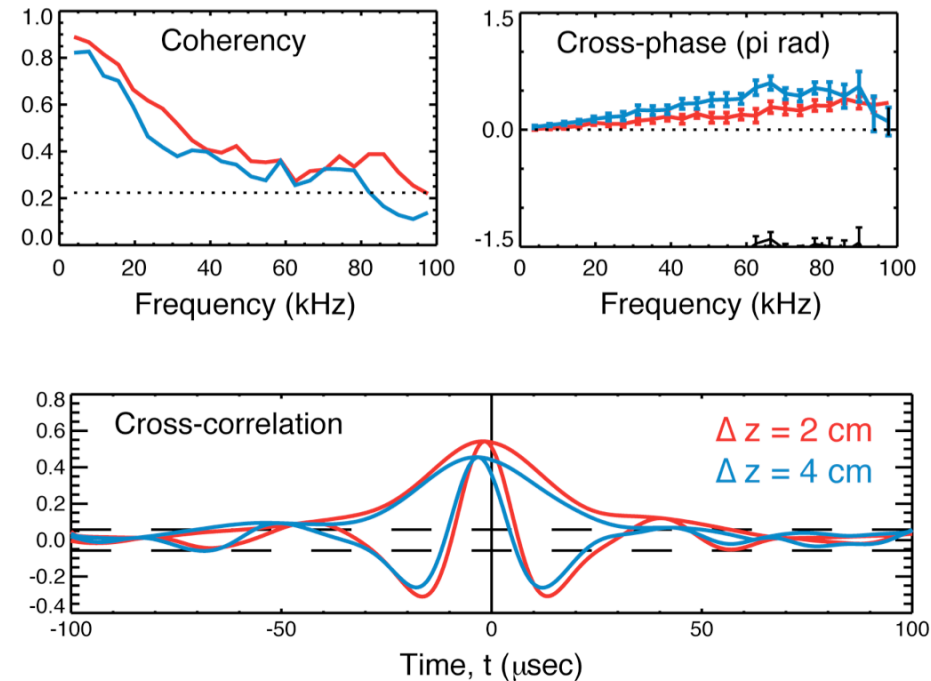 Coherency
1.0
0.8
0.6
0.4
0.2
0.0
0 20 40 60 80 100
Frequency (kHz)
Cross-phase (pi rad)
1.5
0.0
-1.5
0 20 40 60 80 100
Frequency (kHz)
Cross-correlation
Δ z = 2 cm
Δ z = 4 cm
0.8
0.6
0.4
0.2
0.0
-0.2
-0.4
-100 -50 0 50 100
Time, t (μsec)